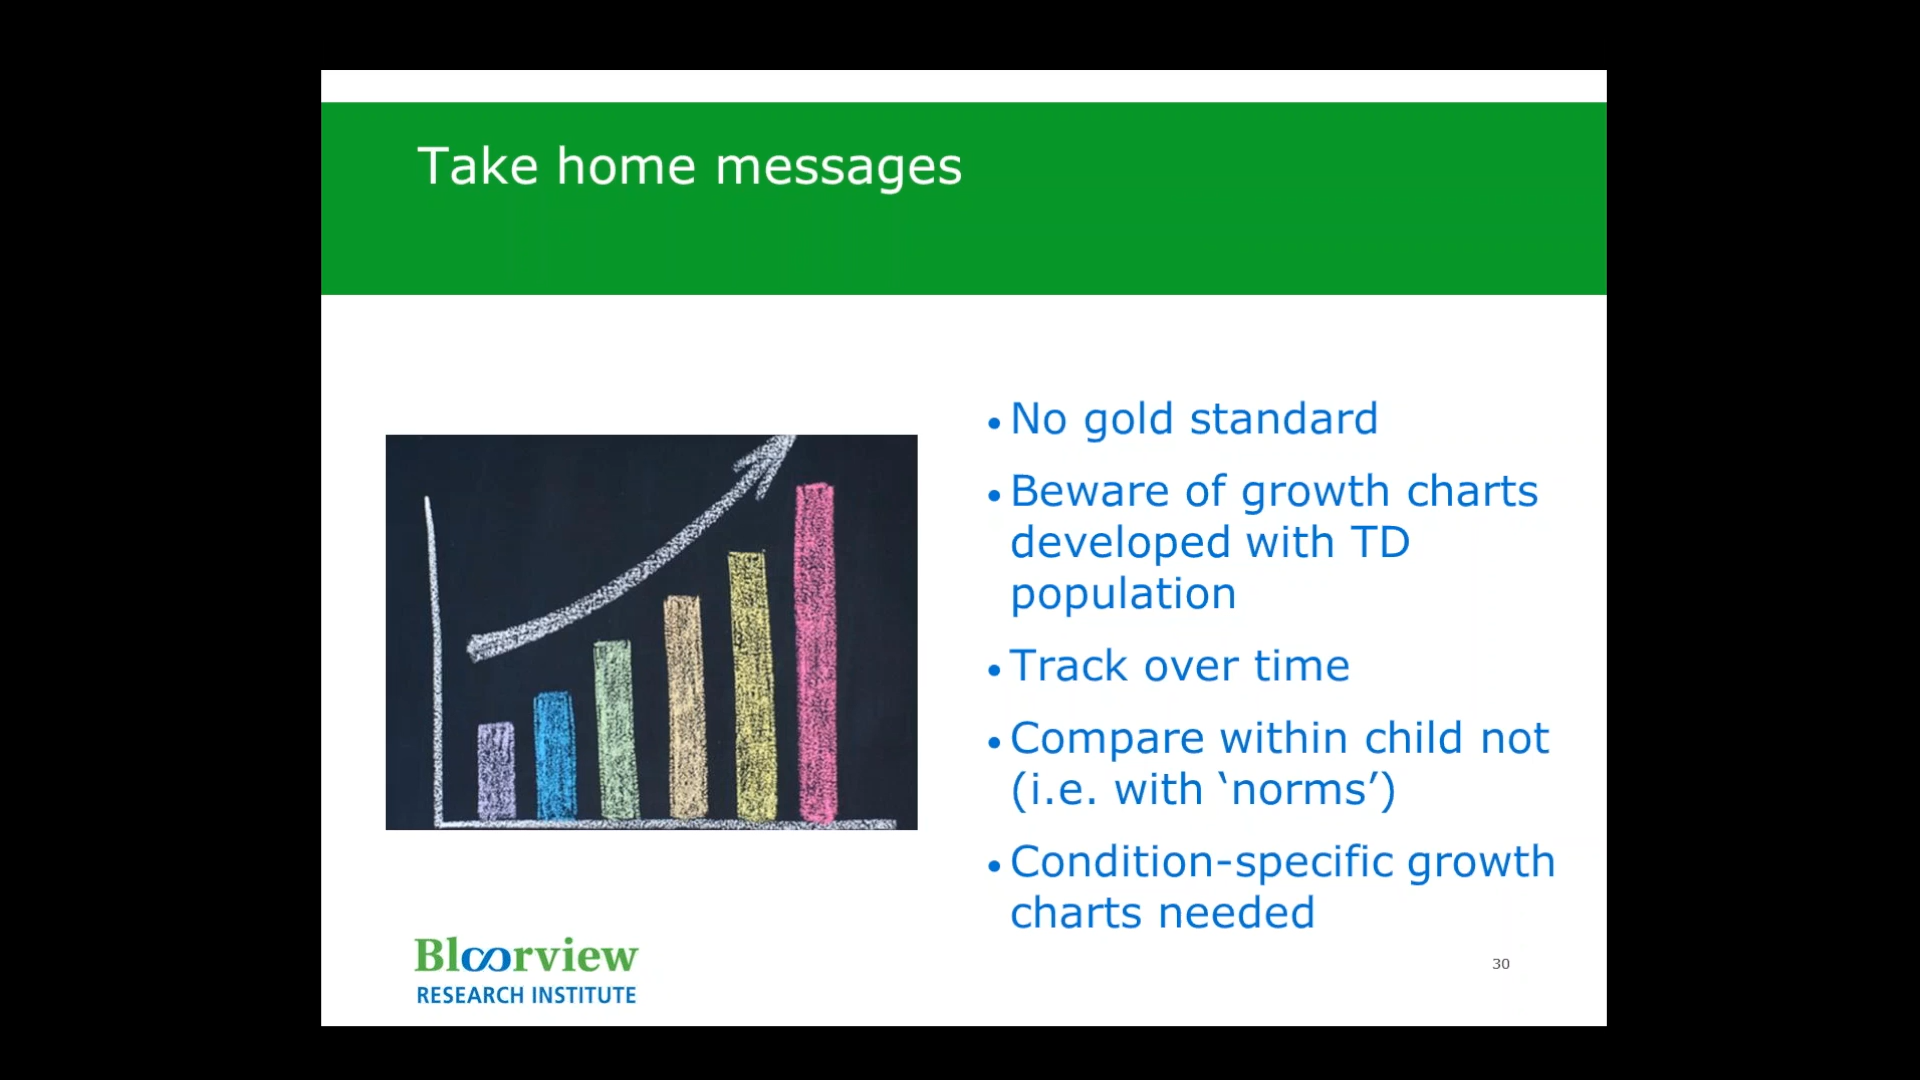 Take home messages
• No gold standard
• Beware of growth charts
developed with TD
population
• Track over time
• Compare within child not
(i.e. with ‘norms’)
• Condition-specific growth
charts needed
Bloorview
RESEARCH INSTITUTE
30